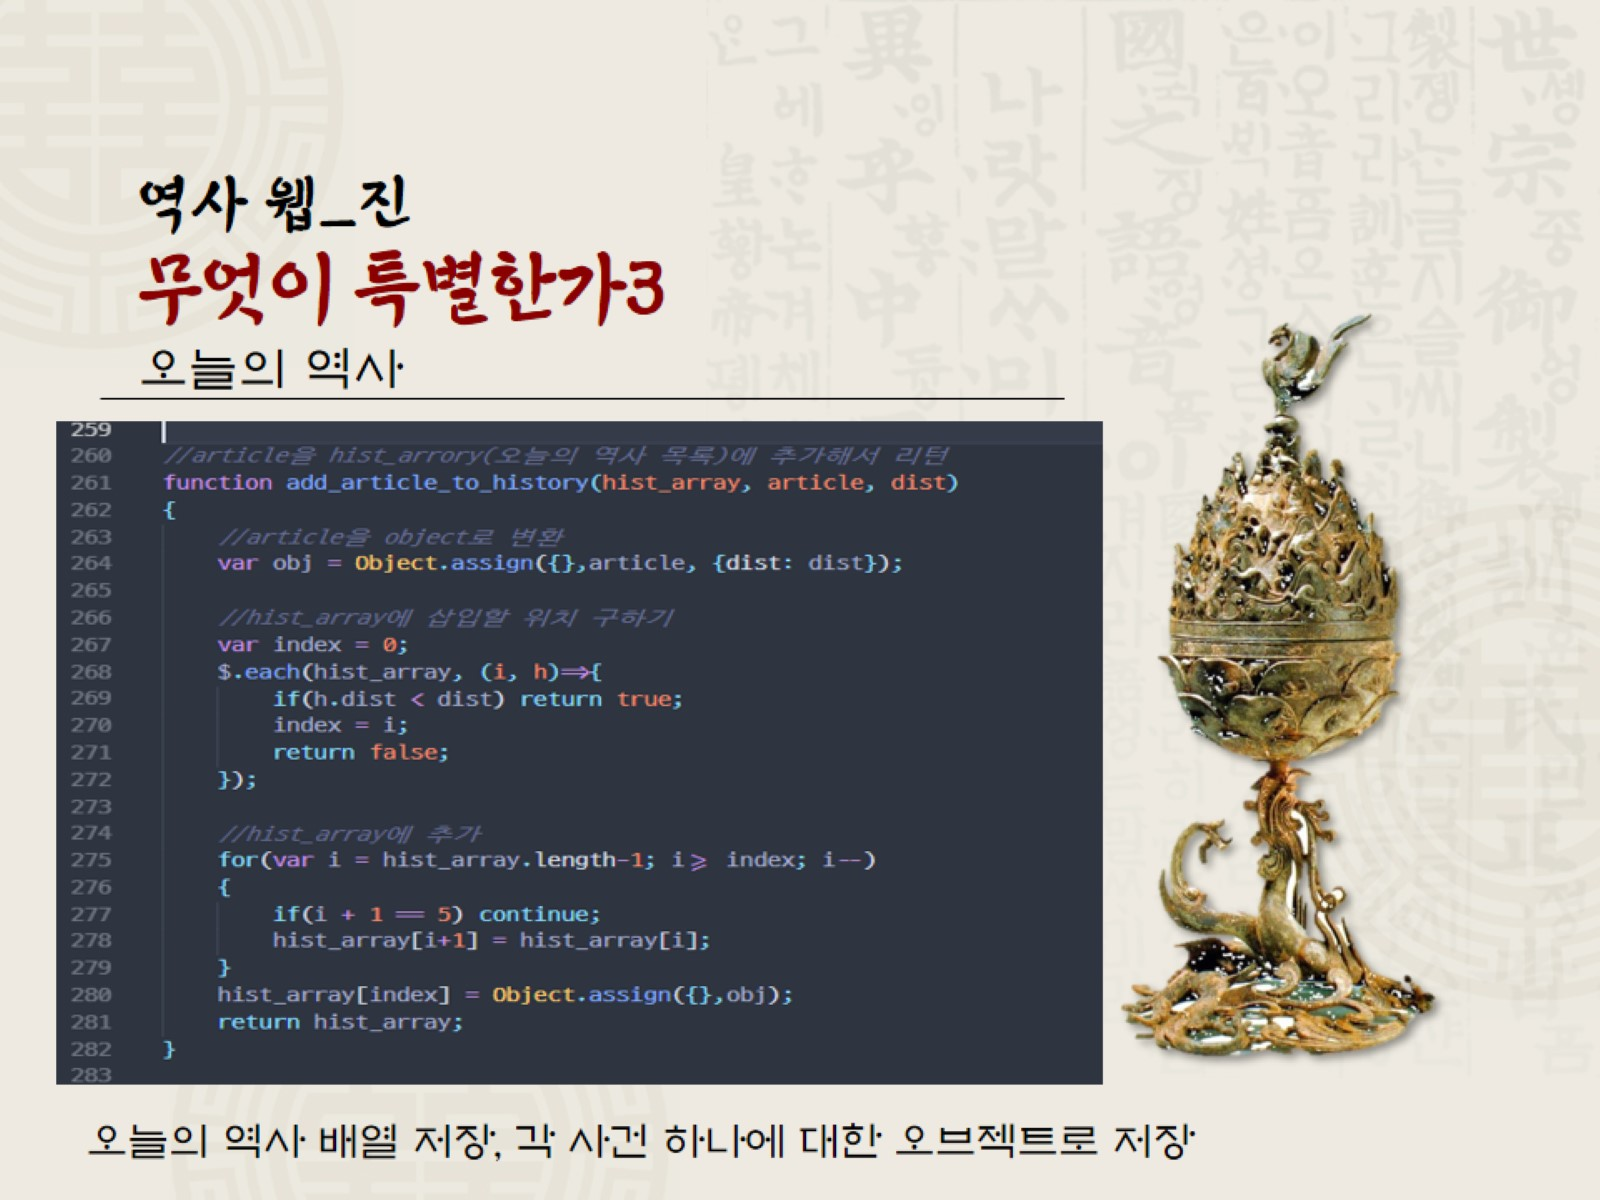 역사 웹_진
무엇이 특별한가3
오늘의 역사
259
260 //article을 hist_arrory(오늘의 역사 목록)에 추가해서 리턴
261 function add_article_to_history(hist_array, article, dist)
262 {
263 //article을 object로 변환
264 var obj = Object.assign({},article, {dist: dist});
265
266 //hist_array에 삽입할 위치 구하기
267 var index = 0;
268 $.each(hist_array, (i, h)=>{
269 if(h.dist < dist) return true;
270 index = i;
271 return false;
272 });
273
274 //hist_array에 추가
275 for(var i = hist_array.length-1; i>= index; i--)
276 {
277 if(i + 1 == 5) continue;
278 hist_array[i+1] = hist_array[i];
279 }
280 hist_array[index] = Object.assign({},obj);
281 return hist_array;
282 }
283
오늘의 역사 배열 저장, 각 사건 하나에 대한 오브젝트로 저장